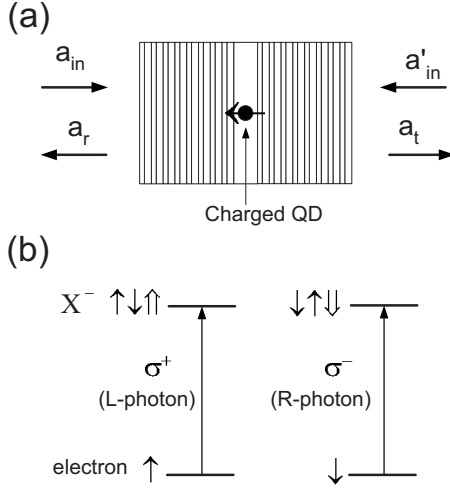 (a)
a_in
a'_in
a_r
a_t
Charged QD
(b)
X⁻ ↑↓⇑ ↓↑⇓
σ⁺ σ⁻
(L-photon) (R-photon)
electron ↑ ↓